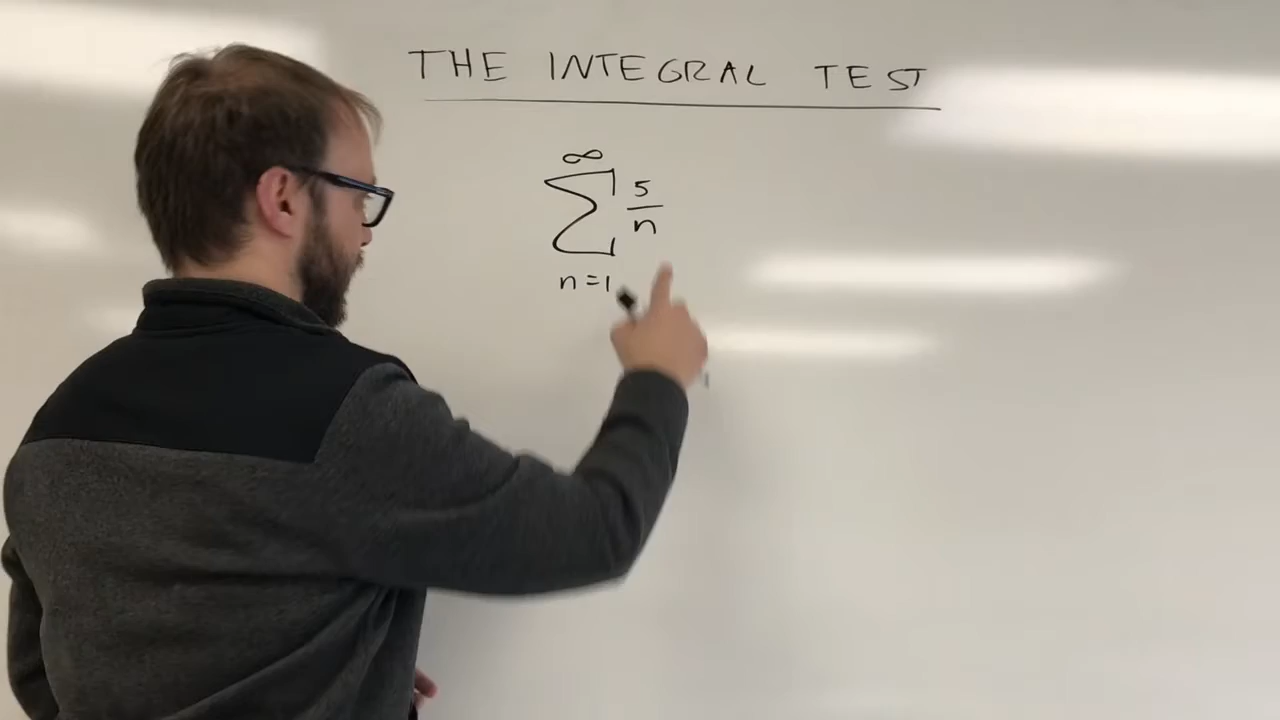 THE INTEGRAL TEST
∞
∑ 5/n
n=1